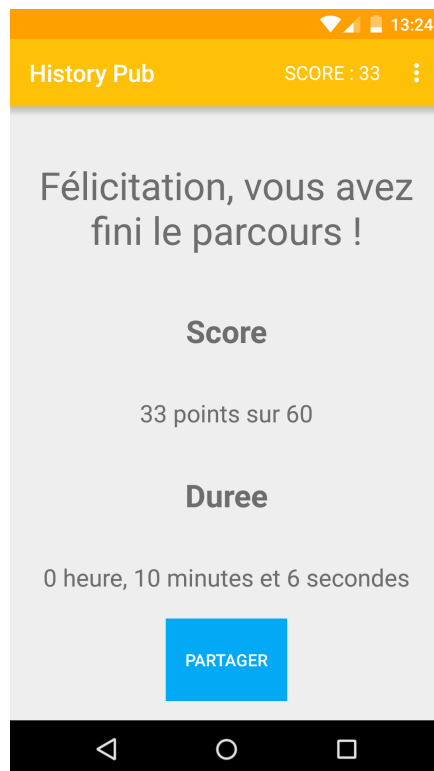 13:24
History Pub
SCORE : 33
Félicitation, vous avez
fini le parcours !
Score
33 points sur 60
Duree
0 heure, 10 minutes et 6 secondes
PARTAGER